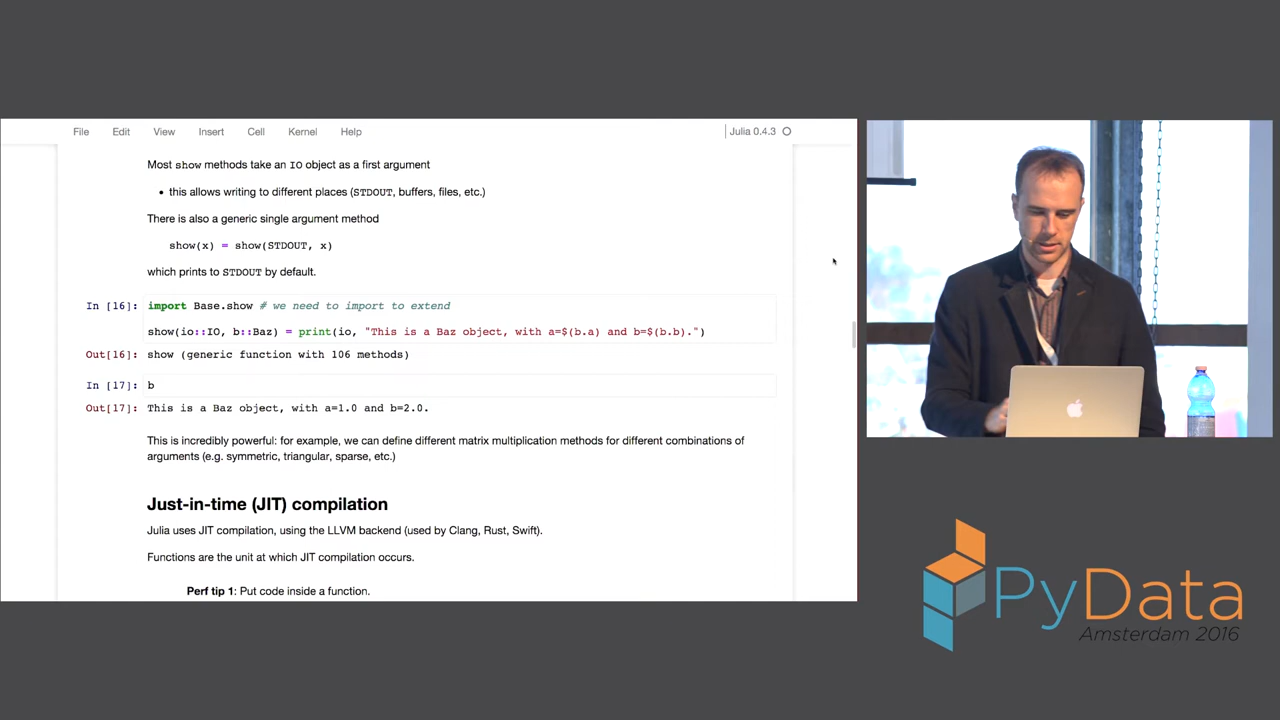 File Edit View Insert Cell Kernel Help Julia 0.4.3
Most show methods take an IO object as a first argument
• this allows writing to different places (STDOUT, buffers, files, etc.)
There is also a generic single argument method
show(x) = show(STDOUT, x)
which prints to STDOUT by default.
In [16]: import Base.show # we need to import to extend
show(io::IO, b::Baz) = print(io, "This is a Baz object, with a=$(b.a) and b=$(b.b).")
Out[16]: show (generic function with 106 methods)
In [17]: b
Out[17]: This is a Baz object, with a=1.0 and b=2.0.
This is incredibly powerful: for example, we can define different matrix multiplication methods for different combinations of
arguments (e.g. symmetric, triangular, sparse, etc.)
Just-in-time (JIT) compilation
Julia uses JIT compilation, using the LLVM backend (used by Clang, Rust, Swift).
Functions are the unit at which JIT compilation occurs.
Perf tip 1: Put code inside a function.
PyData
Amsterdam 2016